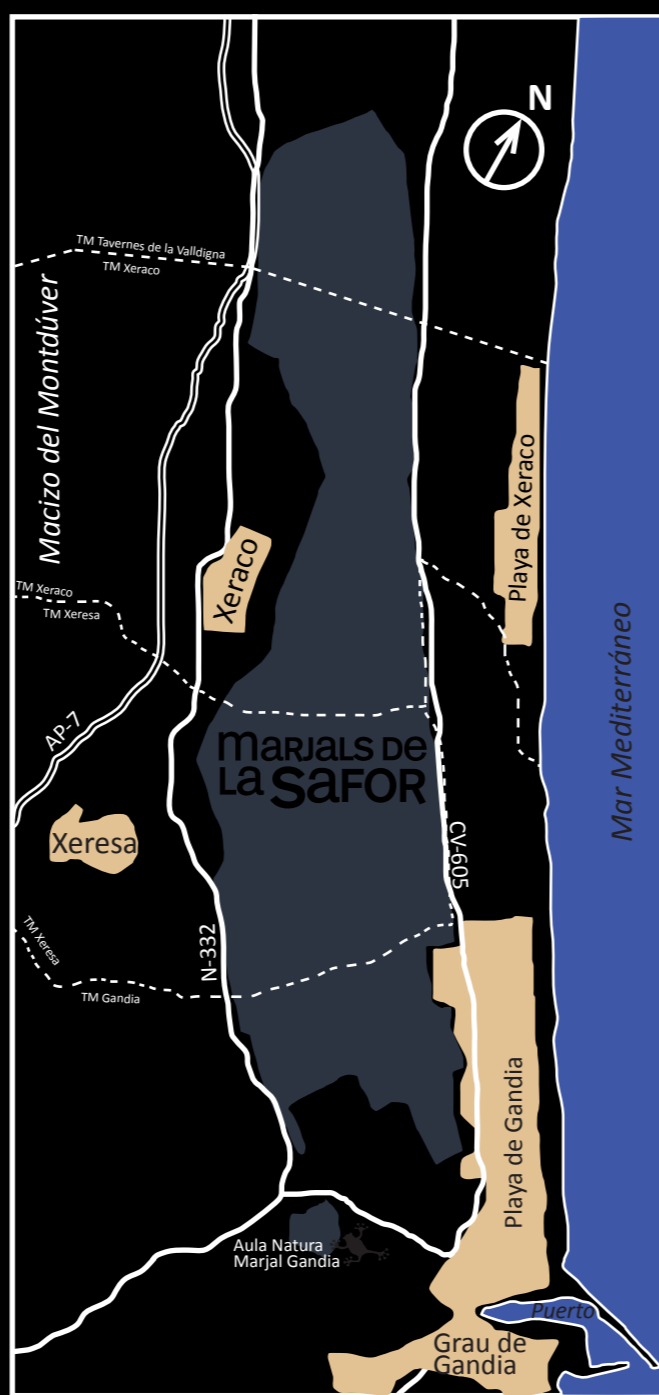 N
TM Tavernes de la Valldigna
TM Xeraco
Macizo del Montdúver
Playa de Xeraco
Xeraco
TM Xeraco
TM Xeresa
Mar Mediterráneo
AP-7
marjals de
la safor
Xeresa
CV-605
TM Xeresa
N-332
TM Gandia
Playa de Gandia
Aula Natura
Marjal Gandia
Puerto
Grau de
Gandia